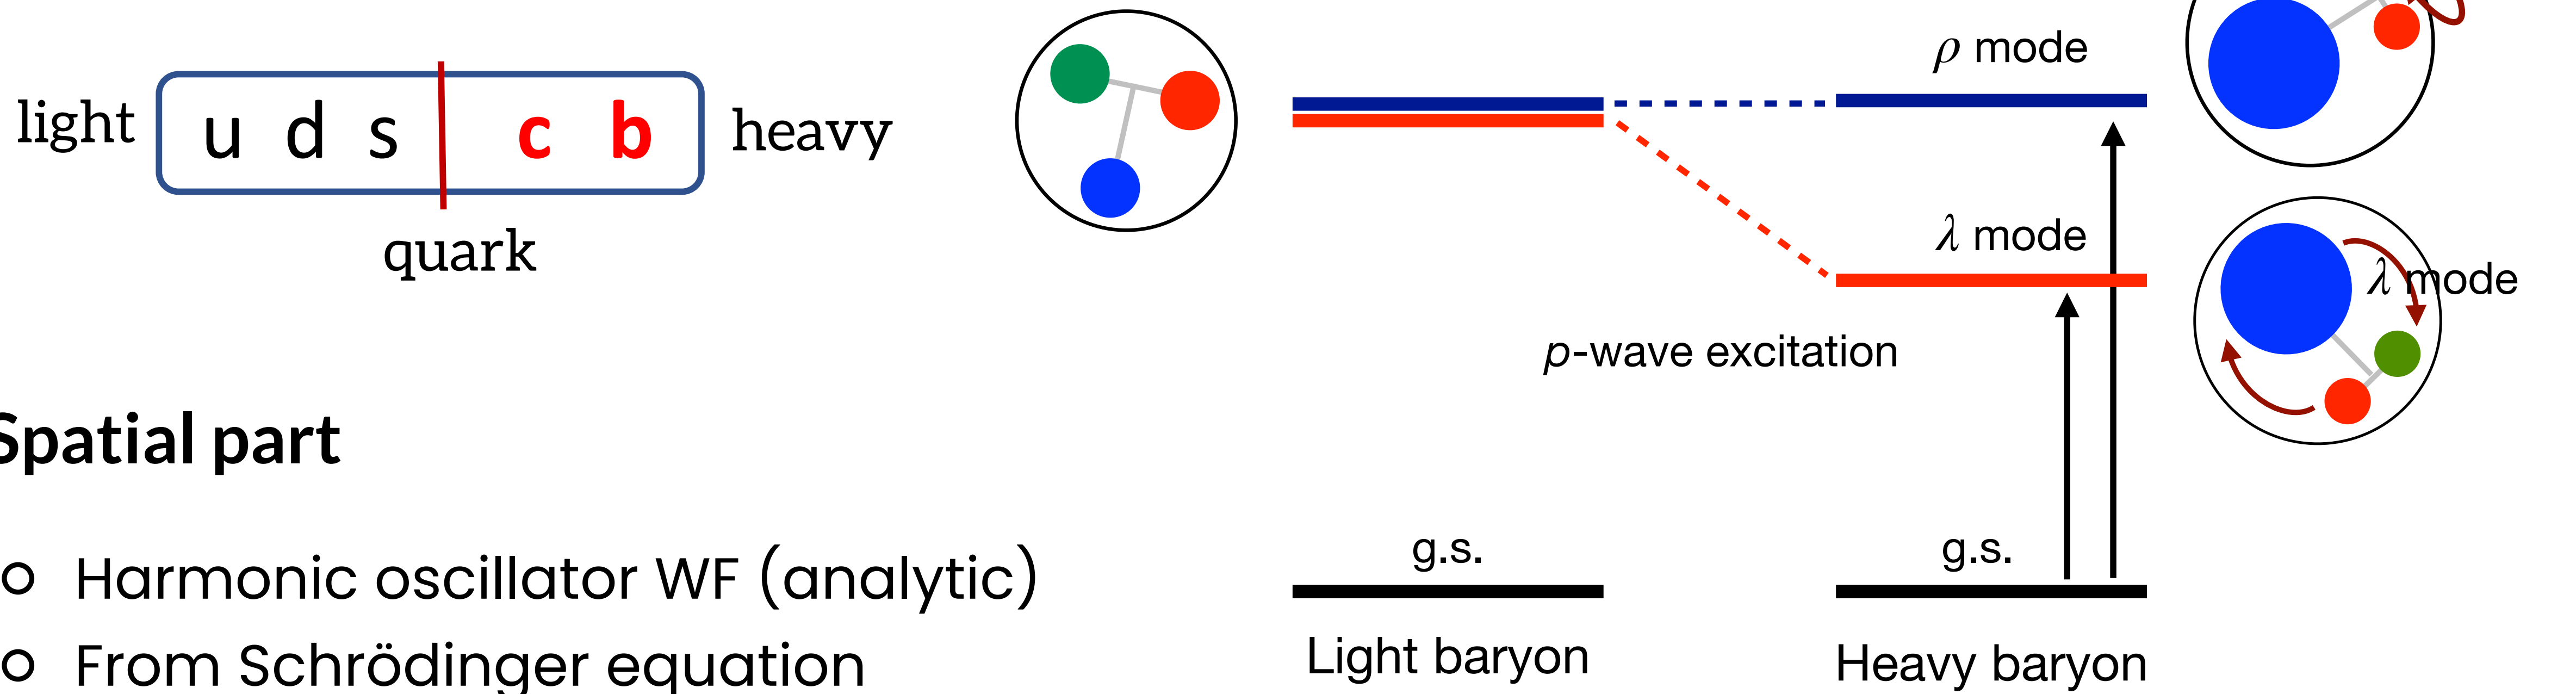 light
u d s c b
heavy
quark
Spatial part
Harmonic oscillator WF (analytic)
From Schrödinger equation
ρ mode
λ mode
λ mode
p-wave excitation
g.s.
g.s.
Light baryon
Heavy baryon